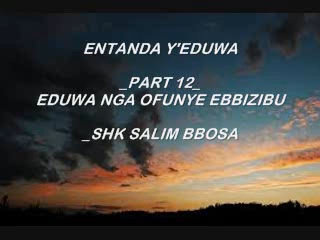 ENTANDA Y'EDUWA
_PART 12_
EDUWA NGA OFUNYE EBBIZIBU
_SHK SALIM BBOSA